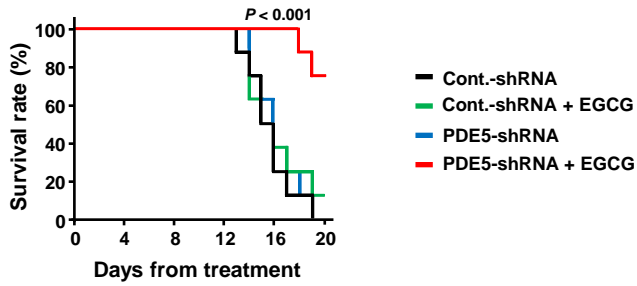 P < 0.001
Survival rate (%)
100
80
60
40
20
0
0 4 8 12 16 20
Days from treatment
Cont.-shRNA
Cont.-shRNA + EGCG
PDE5-shRNA
PDE5-shRNA + EGCG